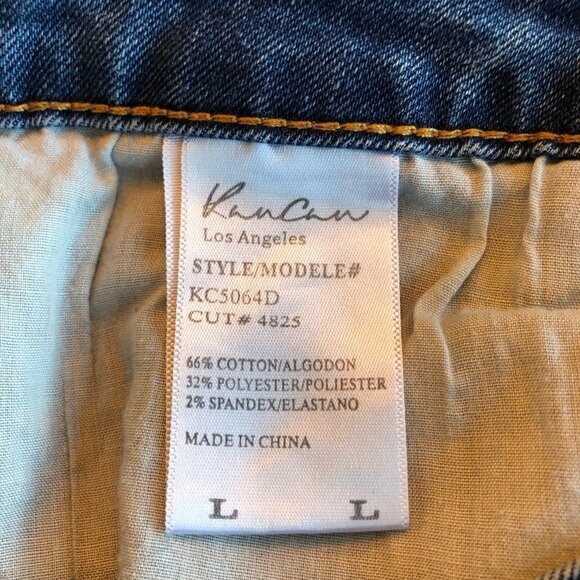 KanCan
Los Angeles
STYLE/MODELE#
KC5064D
CUT# 4825
66% COTTON/ALGODON
32% POLYESTER/POLIESTER
2% SPANDEX/ELASTANO
MADE IN CHINA
L L